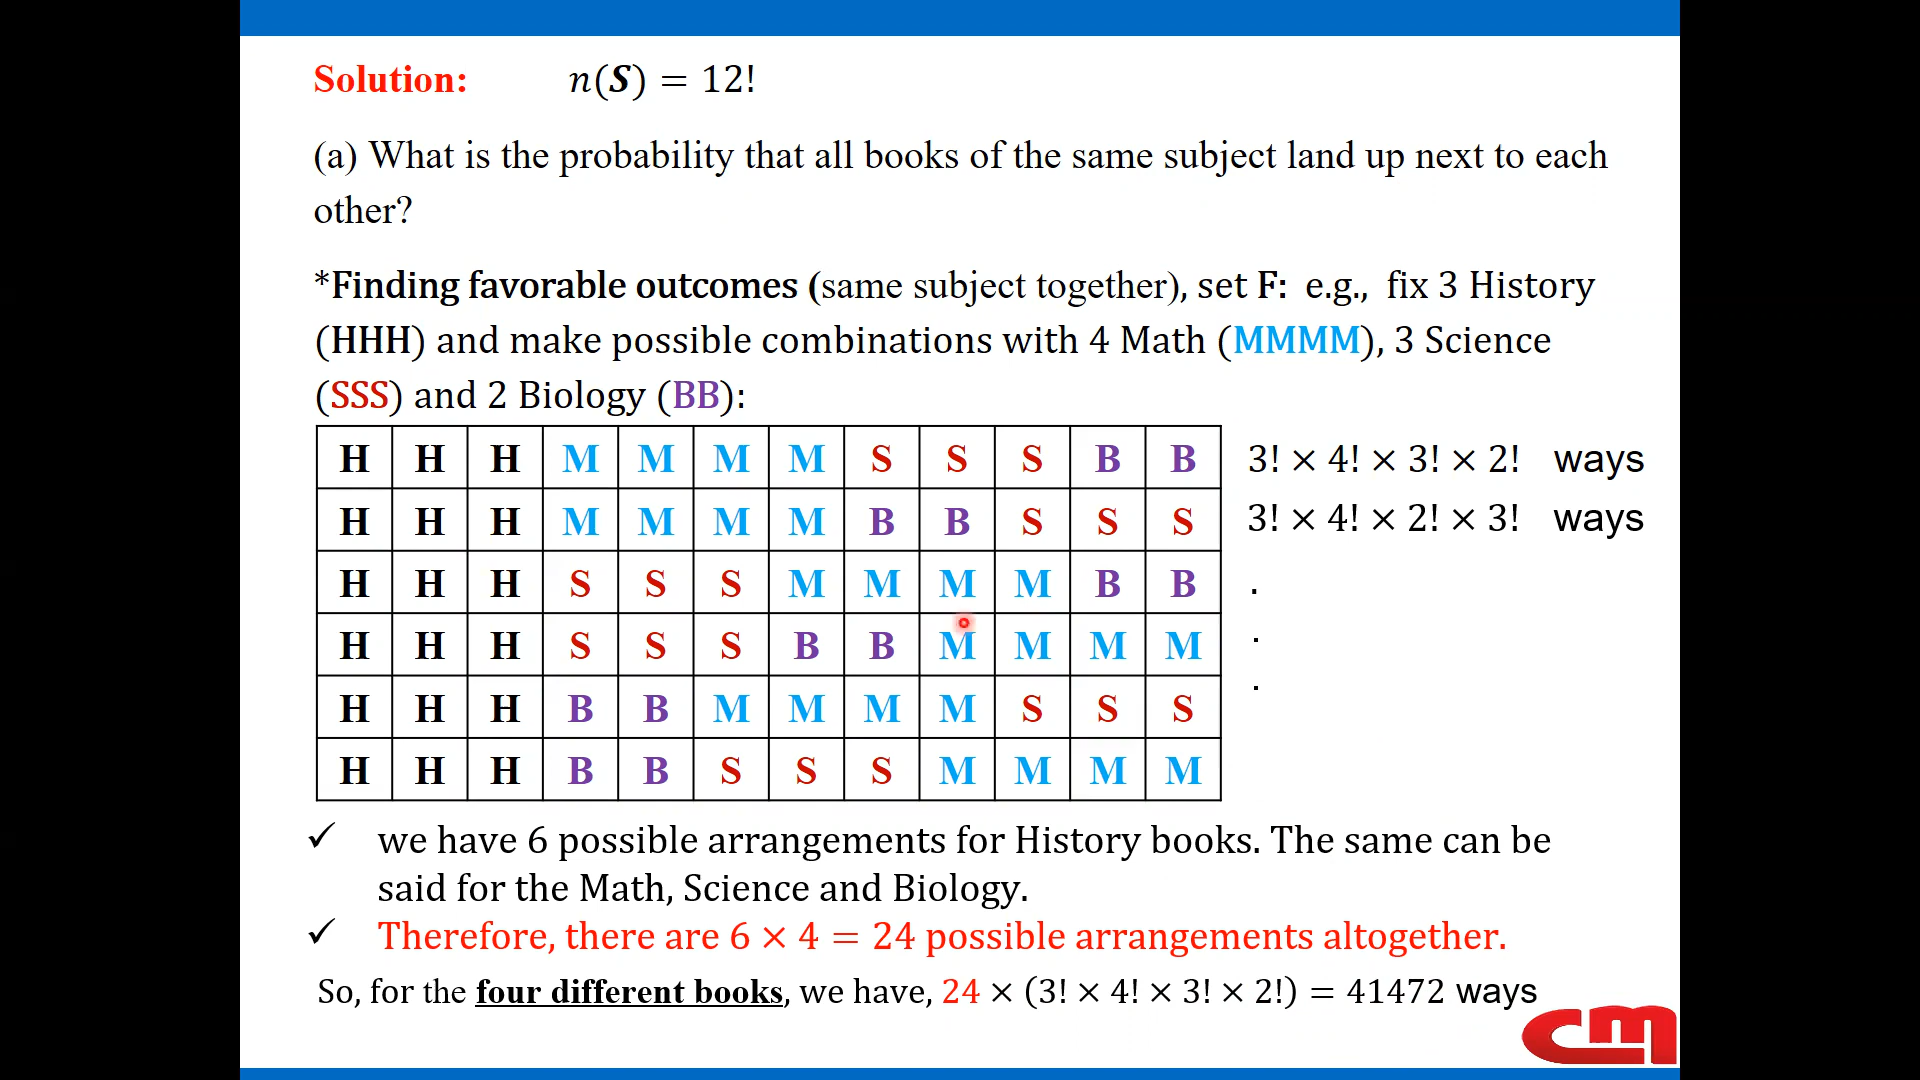 Solution: n(S) = 12!
(a) What is the probability that all books of the same subject land up next to each
other?
*Finding favorable outcomes (same subject together), set F: e.g., fix 3 History
(HHH) and make possible combinations with 4 Math (MMMM), 3 Science
(SSS) and 2 Biology (BB):
H H H M M M M S S S B B 3! × 4! × 3! × 2! ways
H H H M M M M B B S S S 3! × 4! × 2! × 3! ways
H H H S S S M M M M B B .
H H H S S S B B M M M M .
H H H B B M M M M S S S .
H H H B B S S S M M M M
✓ we have 6 possible arrangements for History books. The same can be
said for the Math, Science and Biology.
✓ Therefore, there are 6 × 4 = 24 possible arrangements altogether.
So, for the four different books, we have, 24 × (3! × 4! × 3! × 2!) = 41472 ways
cm